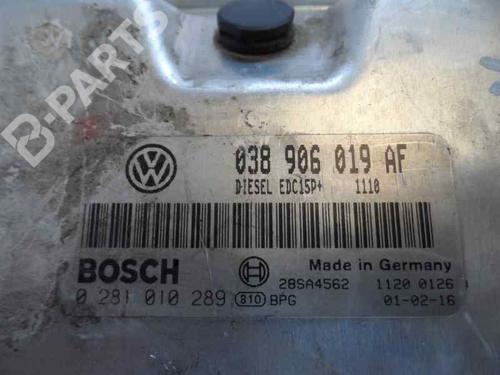 B-PARTS
038 906 019 AF
DIESEL EDC15P+ 1110
BOSCH
Made in Germany
28SA4562 1120 0126
0 281 010 289 810 BPG 01-02-16